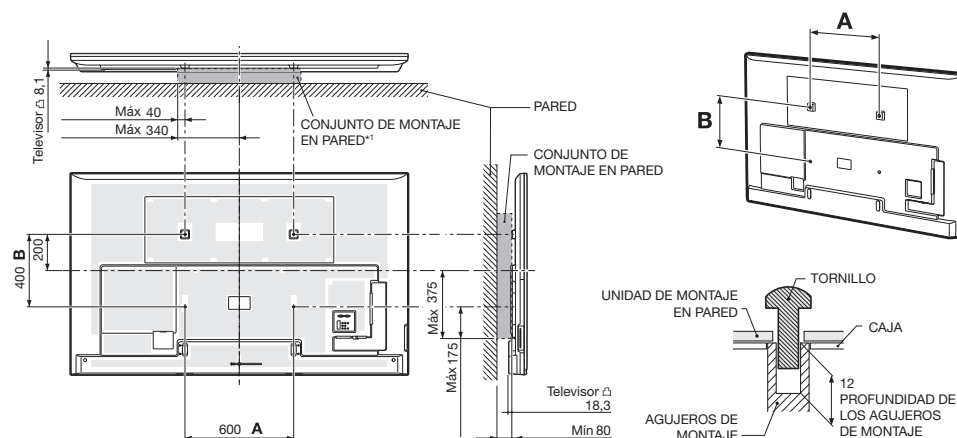 Televisor 8,1
Máx 40
Máx 340
CONJUNTO DE MONTAJE
EN PARED*1
PARED
CONJUNTO DE
MONTAJE EN PARED
400 B
200
Máx 375
Máx 175
Televisor
18,3
Mín 80
600 A
A
B
TORNILLO
UNIDAD DE MONTAJE
EN PARED
CAJA
12
PROFUNDIDAD DE
LOS AGUJEROS
DE MONTAJE
AGUJEROS DE
MONTAJE